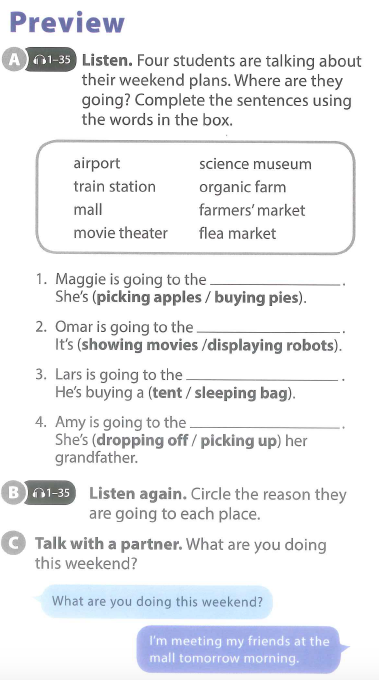 Preview
A 1–35 Listen. Four students are talking about
their weekend plans. Where are they
going? Complete the sentences using
the words in the box.
airport science museum
train station organic farm
mall farmers' market
movie theater flea market
1. Maggie is going to the ____________.
She's (picking apples / buying pies).
2. Omar is going to the ____________.
It's (showing movies /displaying robots).
3. Lars is going to the ____________.
He's buying a (tent / sleeping bag).
4. Amy is going to the ____________.
She's (dropping off / picking up) her
grandfather.
B 1–35 Listen again. Circle the reason they
are going to each place.
C Talk with a partner. What are you doing
this weekend?
What are you doing this weekend?
I'm meeting my friends at the
mall tomorrow morning.